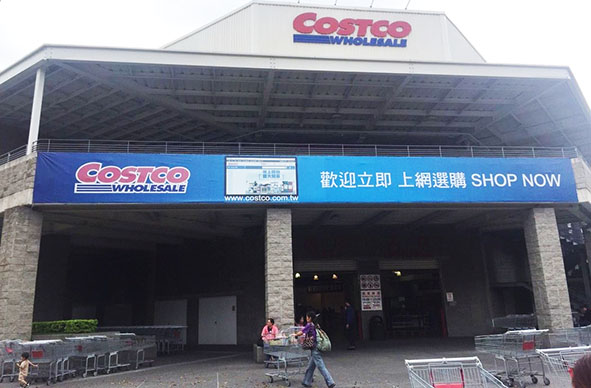 COSTCO
WHOLESALE
COSTCO
WHOLESALE
www.costco.com.tw
歡迎立即 上網選購 SHOP NOW